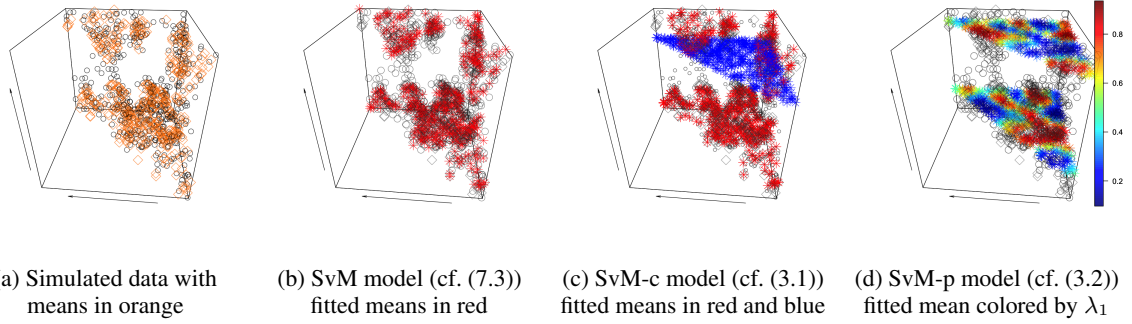 0.8
0.6
0.4
0.2
a) Simulated data with
means in orange
(b) SvM model (cf. (7.3))
fitted means in red
(c) SvM-c model (cf. (3.1))
fitted means in red and blue
(d) SvM-p model (cf. (3.2))
fitted mean colored by λ₁